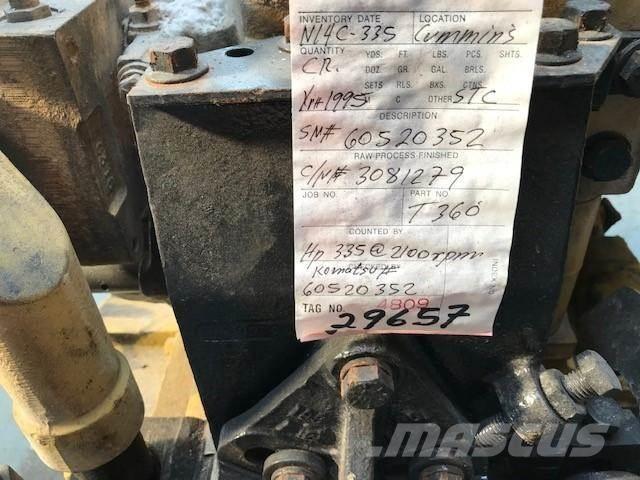 INVENTORY DATE LOCATION
N14C-335 Cummin's
QUANTITY YDS. FT. LBS. PCS. SHTS.
CR. DOZ. GR. GAL. BRLS.
SETS RLS. BXS. CTNS.
Yr# 1995 M C OTHER S/C
DESCRIPTION
SM# 60520352
RAW-PROCESS-FINISHED
C/N# 3081279
JOB NO. PART NO.
T360
COUNTED BY
Hp 335 @ 2100 rpm
Komatsu#
60520352
TAG NO. 4809
29657
MASCUS